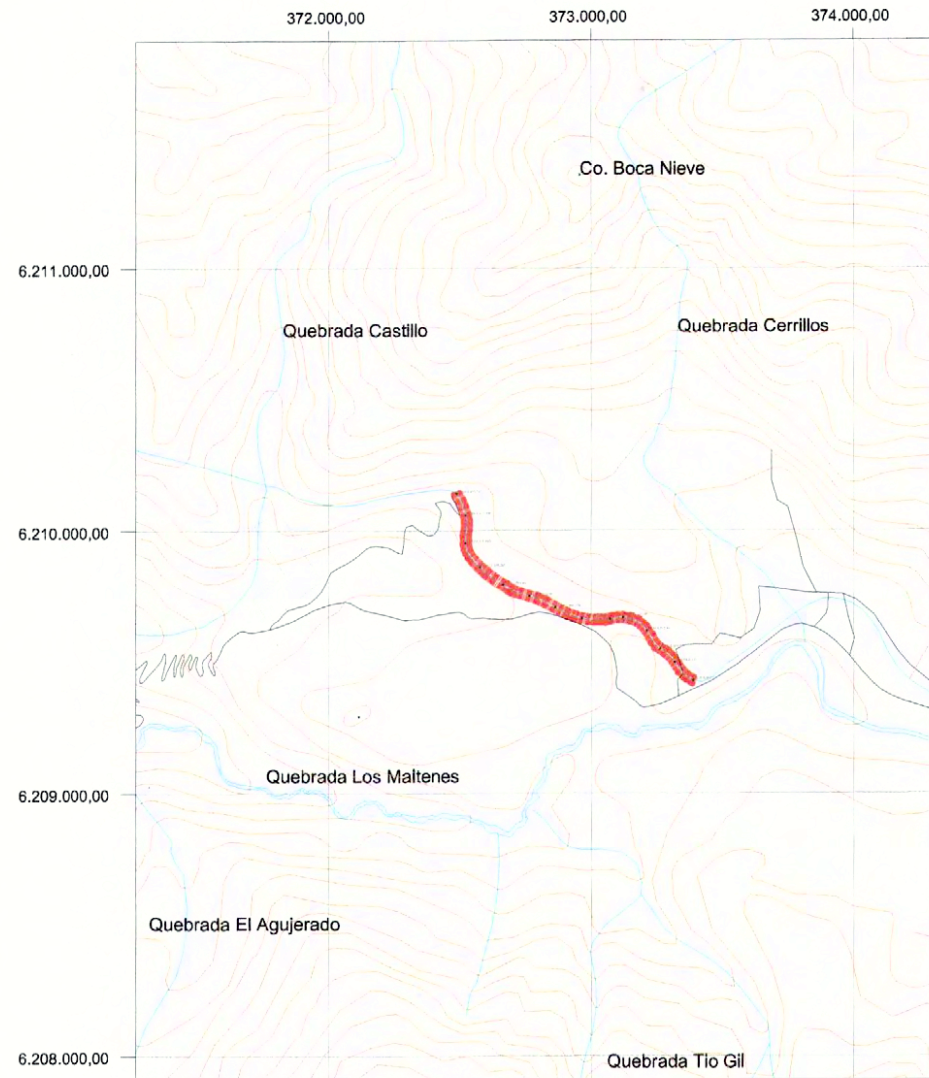 372.000,00
373.000,00
374.000,00
Co. Boca Nieve
6.211.000,00
Quebrada Castillo
Quebrada Cerrillos
6.210.000,00
Quebrada Los Maltenes
6.209.000,00
Quebrada El Agujerado
6.208.000,00
Quebrada Tio Gil